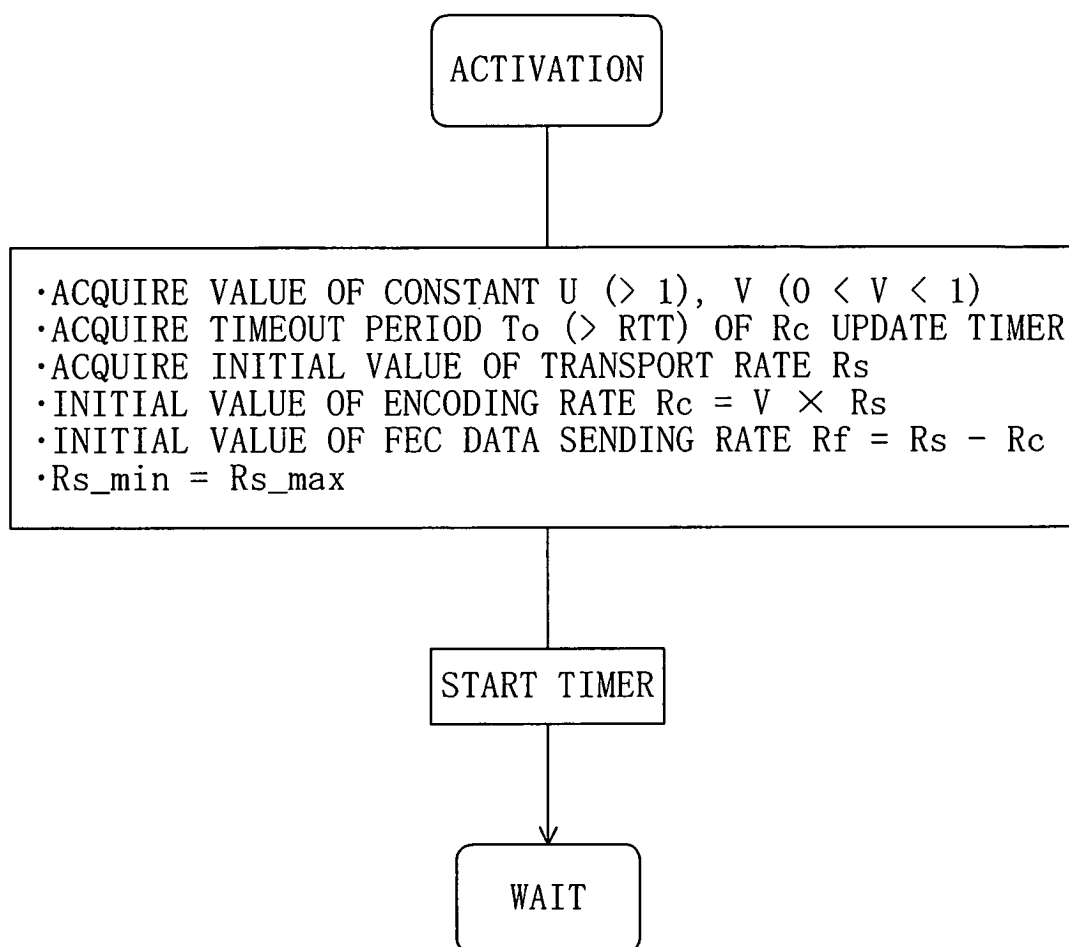 ACTIVATION
·ACQUIRE VALUE OF CONSTANT U (> 1), V (0 < V < 1)
·ACQUIRE TIMEOUT PERIOD To (> RTT) OF Rc UPDATE TIMER
·ACQUIRE INITIAL VALUE OF TRANSPORT RATE Rs
·INITIAL VALUE OF ENCODING RATE Rc = V × Rs
·INITIAL VALUE OF FEC DATA SENDING RATE Rf = Rs - Rc
·Rs_min = Rs_max
START TIMER
WAIT